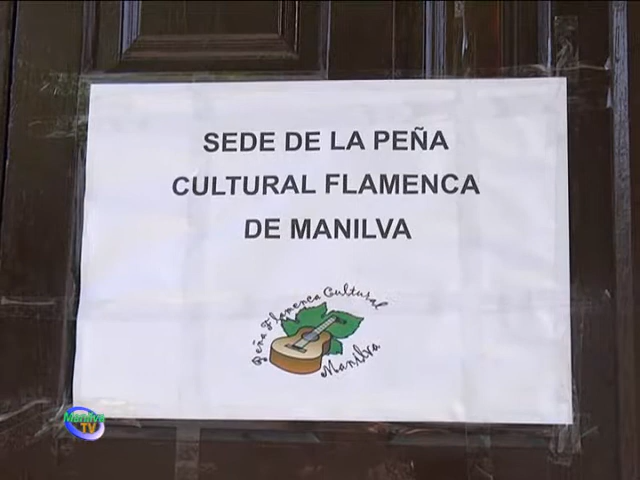 SEDE DE LA PEÑA
CULTURAL FLAMENCA
DE MANILVA
Peña Flamenca Cultural
Manilva
Manilva
TV